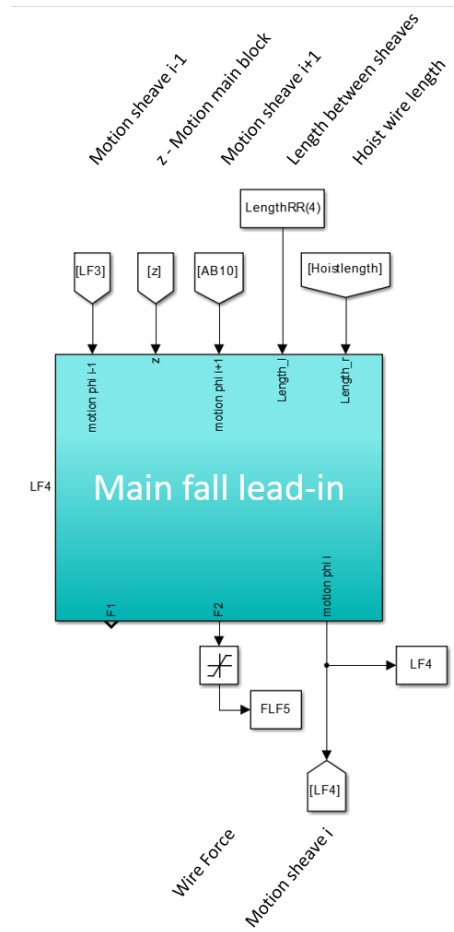 Motion sheave i-1
z - Motion main block
Motion sheave i+1
Length between sheaves
Hoist wire length
LengthRR(4)
[LF3]
[z]
[AB10]
[Hoistlength]
motion phi i-1
z
motion phi i+1
Length_l
Length_r
LF4
Main fall lead-in
F1
F2
motion phi i
LF4
FLF5
[LF4]
Wire Force
Motion sheave i